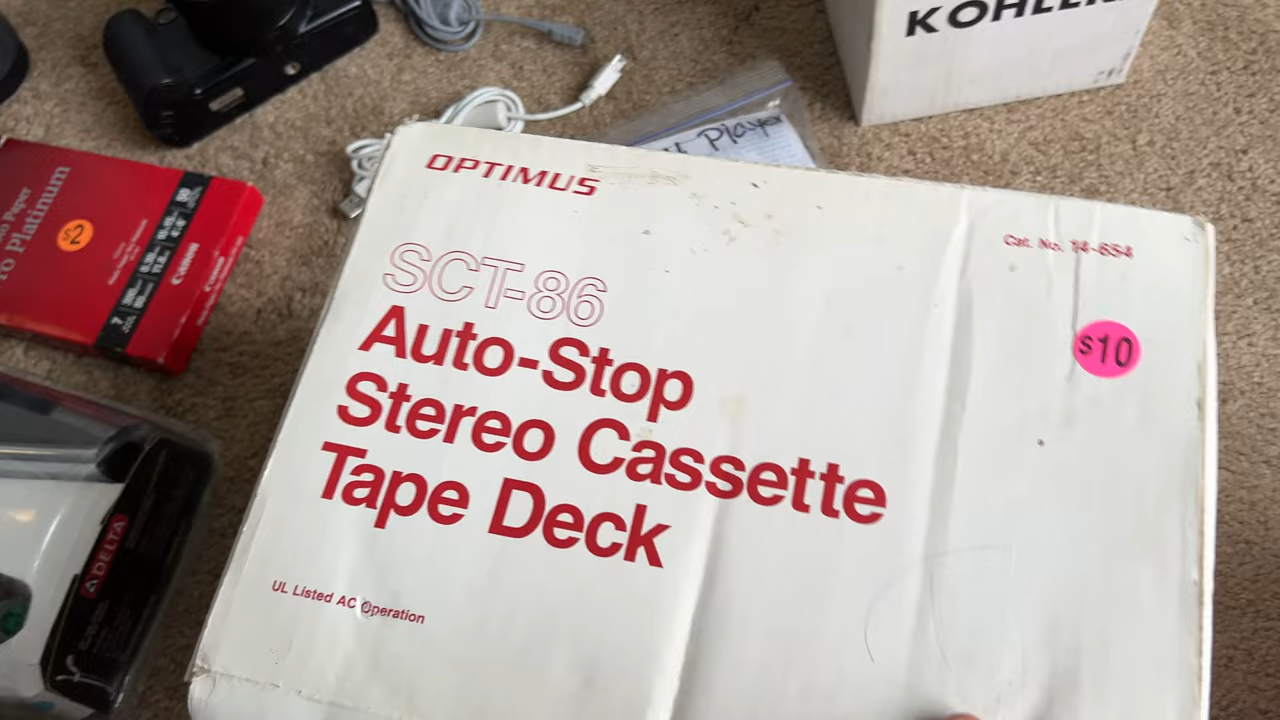 KOHLER
Player
OPTIMUS
Cat. No. 14-654
SCT-86
$10
Auto-Stop
Stereo Cassette
Tape Deck
UL Listed AC Operation
Paper
Platinum
$2
Canon
DELTA